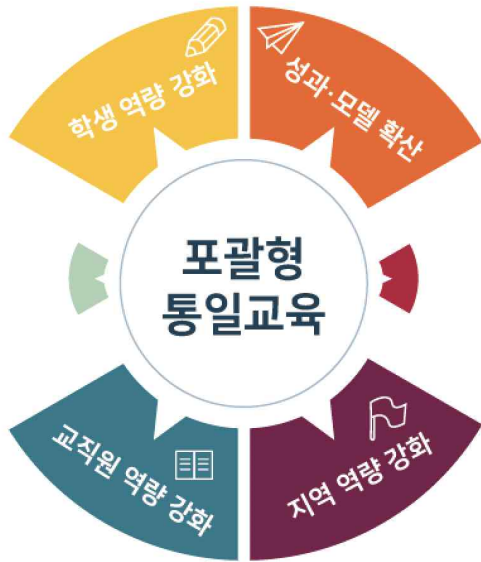 학생 역량 강화
성과·모델 확산
포괄형
통일교육
교직원 역량 강화
지역 역량 강화